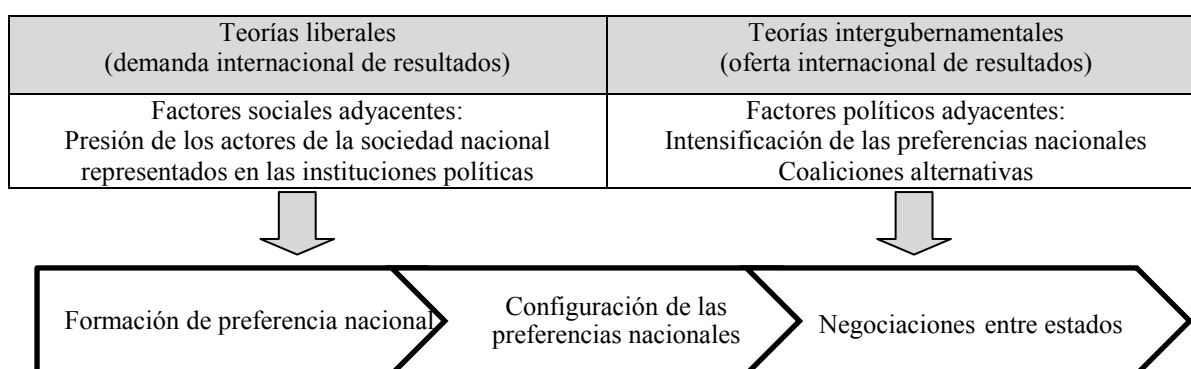 Teorías liberales
(demanda internacional de resultados)
Teorías intergubernamentales
(oferta internacional de resultados)
Factores sociales adyacentes:
Presión de los actores de la sociedad nacional
representados en las instituciones políticas
Factores políticos adyacentes:
Intensificación de las preferencias nacionales
Coaliciones alternativas
Formación de preferencia nacional
Configuración de las
preferencias nacionales
Negociaciones entre estados